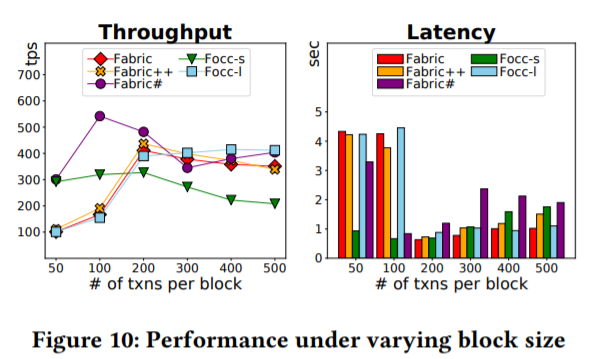 Throughput
tps
Fabric
Fabric++
Fabric#
Focc-s
Focc-l
700
600
500
400
300
200
100
50 100 200 300 400 500
# of txns per block
Latency
sec
Fabric
Fabric++
Fabric#
Focc-s
Focc-l
5
4
3
2
1
0
50 100 200 300 400 500
# of txns per block
Figure 10: Performance under varying block size